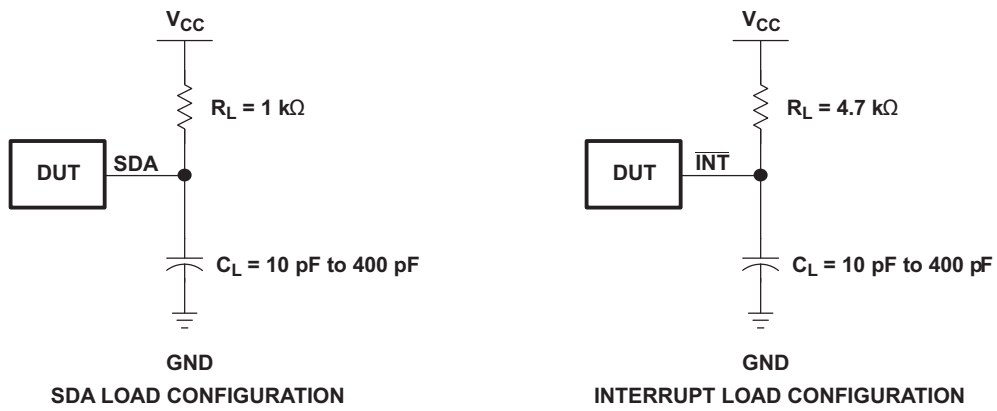 V_CC
R_L = 1 kΩ
DUT
SDA
C_L = 10 pF to 400 pF
GND
SDA LOAD CONFIGURATION
V_CC
R_L = 4.7 kΩ
DUT
I̅N̅T̅
C_L = 10 pF to 400 pF
GND
INTERRUPT LOAD CONFIGURATION